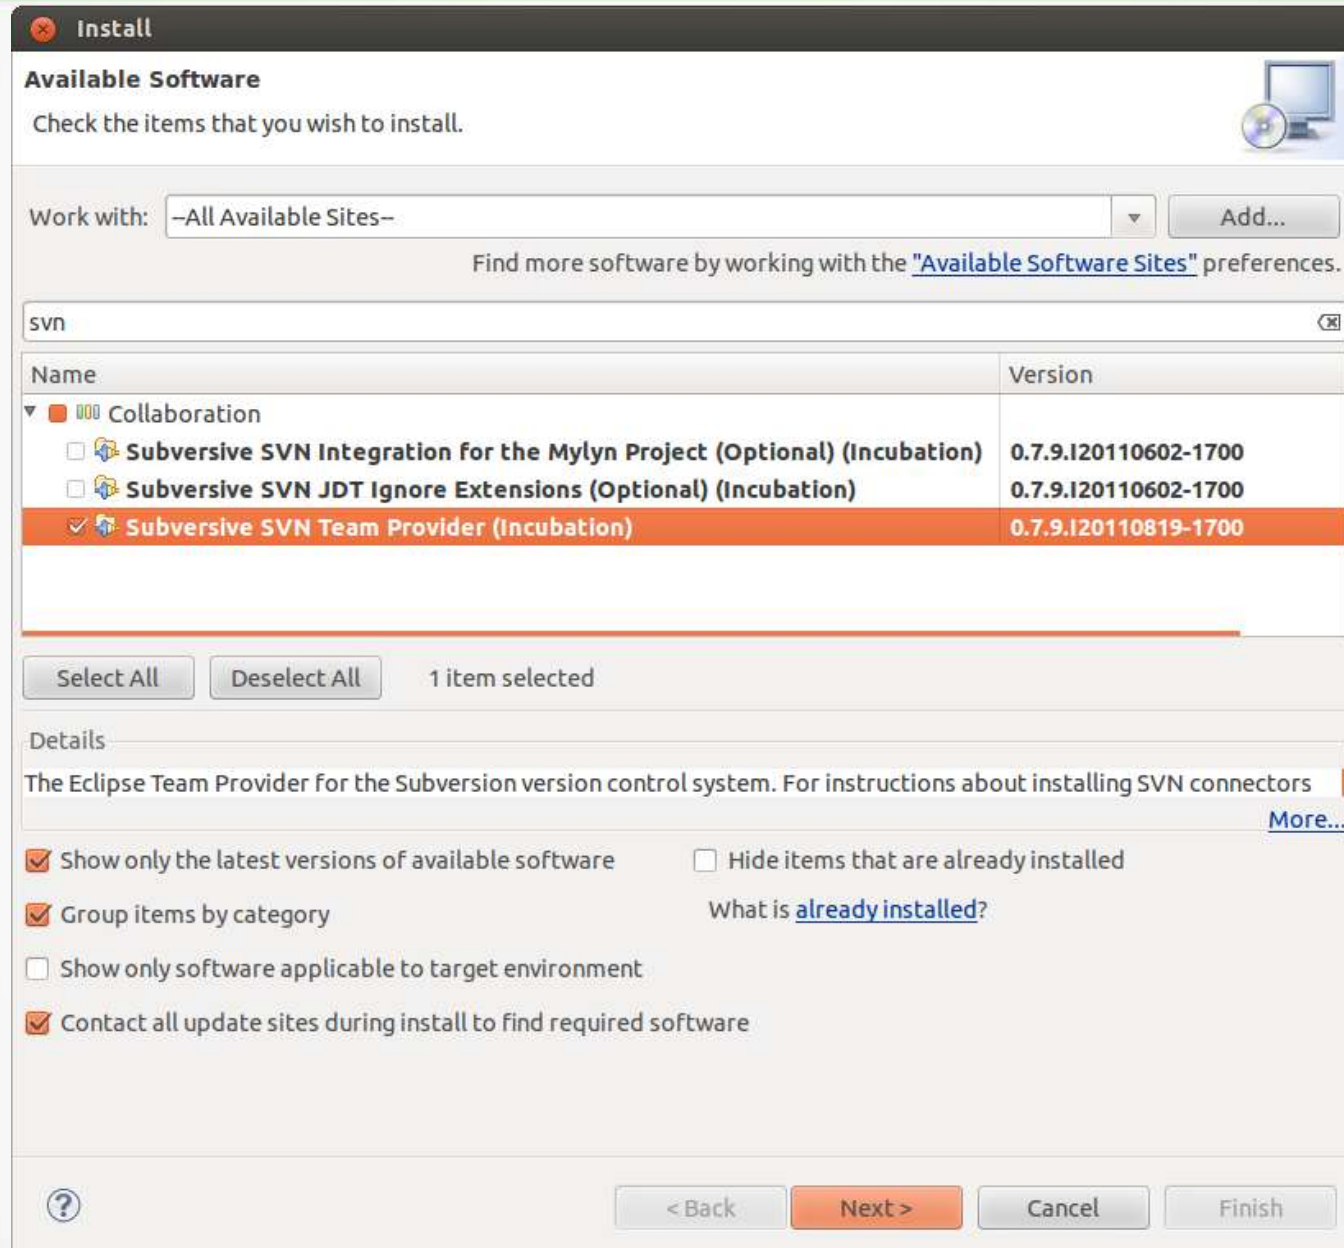 Install
Available Software
Check the items that you wish to install.
Work with: --All Available Sites-- Add...
Find more software by working with the "Available Software Sites" preferences.
svn
Name Version
Collaboration
Subversive SVN Integration for the Mylyn Project (Optional) (Incubation) 0.7.9.I20110602-1700
Subversive SVN JDT Ignore Extensions (Optional) (Incubation) 0.7.9.I20110602-1700
Subversive SVN Team Provider (Incubation) 0.7.9.I20110819-1700
Select All Deselect All 1 item selected
Details
The Eclipse Team Provider for the Subversion version control system. For instructions about installing SVN connectors
More...
Show only the latest versions of available software Hide items that are already installed
Group items by category What is already installed?
Show only software applicable to target environment
Contact all update sites during install to find required software
? < Back Next > Cancel Finish